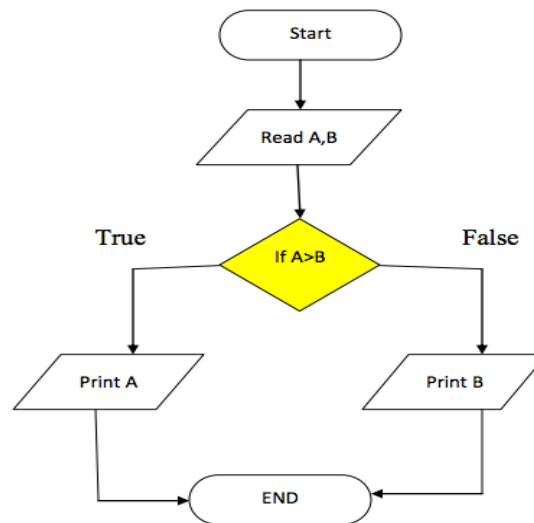 Start
Read A,B
True
False
If A>B
Print A
Print B
END